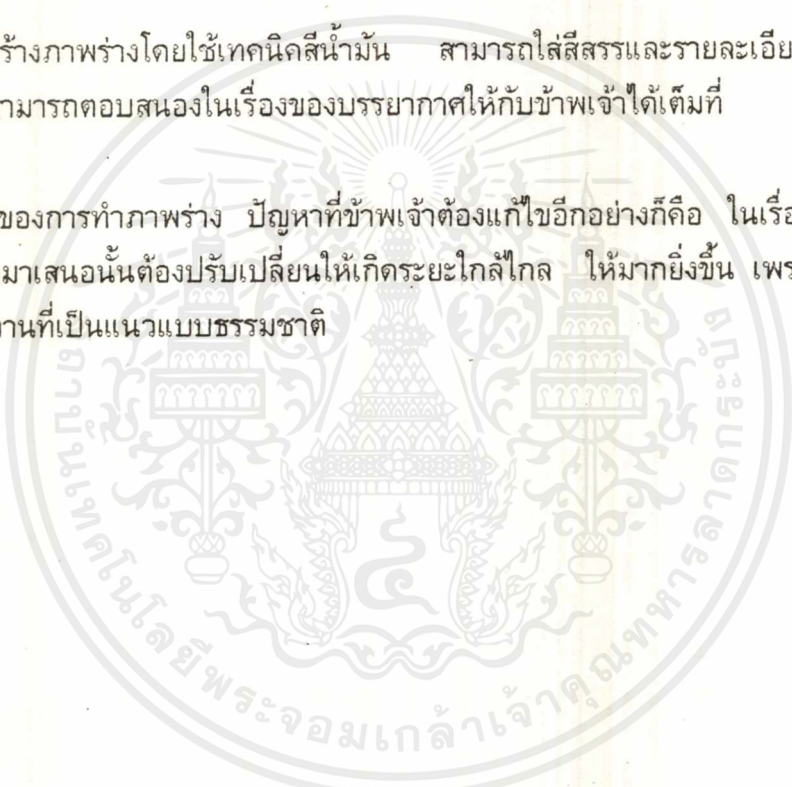 ร้างภาพร่างโดยใช้เทคนิคสีน้ำมัน สามารถใส่สีสรรและรายละเอีย
ามารถตอบสนองในเรื่องของบรรยากาศให้กับข้าพเจ้าได้เต็มที่
ของการทำภาพร่าง ปัญหาที่ข้าพเจ้าต้องแก้ไขอีกอย่างก็คือ ในเรื่อ
มาเสนอนั้นต้องปรับเปลี่ยนให้เกิดระยะใกล้ไกล ให้มากยิ่งขึ้น เพร
งานที่เป็นแนวแบบธรรมชาติ
สถาบันเทคโนโลยีพระจอมเกล้าเจ้าคุณทหารลาดกระบัง